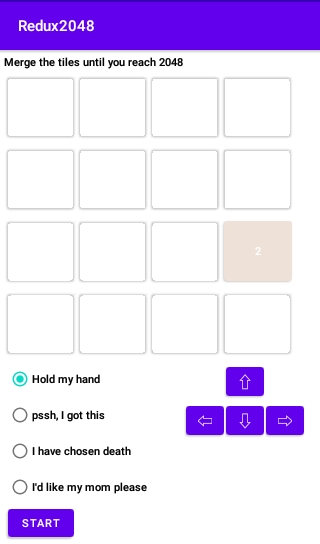 Redux2048
Merge the tiles until you reach 2048
2
Hold my hand
pssh, I got this
I have chosen death
I'd like my mom please
START